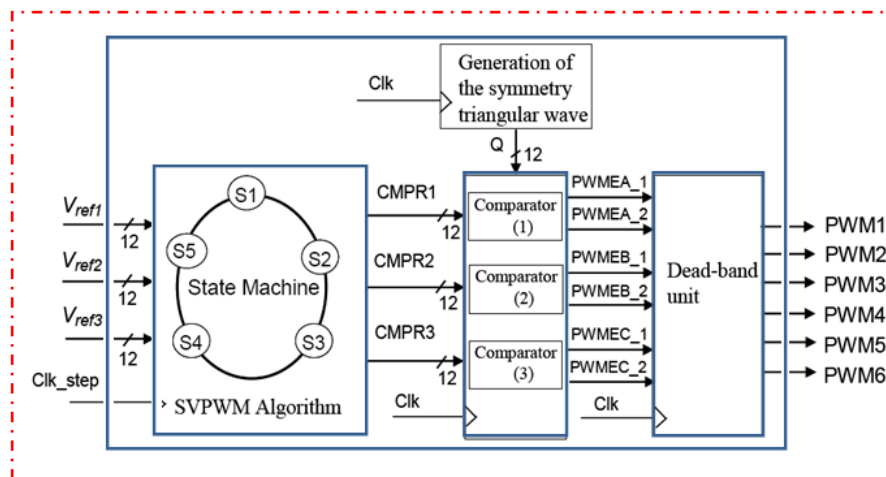 Generation of
the symmetry
triangular wave
Clk
Q
12
S1
S2
S3
S4
S5
State Machine
SVPWM Algorithm
Vref1
12
Vref2
12
Vref3
12
Clk_step
CMPR1
12
CMPR2
12
CMPR3
12
Clk
Comparator
(1)
Comparator
(2)
Comparator
(3)
PWMEA_1
PWMEA_2
PWMEB_1
PWMEB_2
PWMEC_1
PWMEC_2
Clk
Dead-band
unit
PWM1
PWM2
PWM3
PWM4
PWM5
PWM6